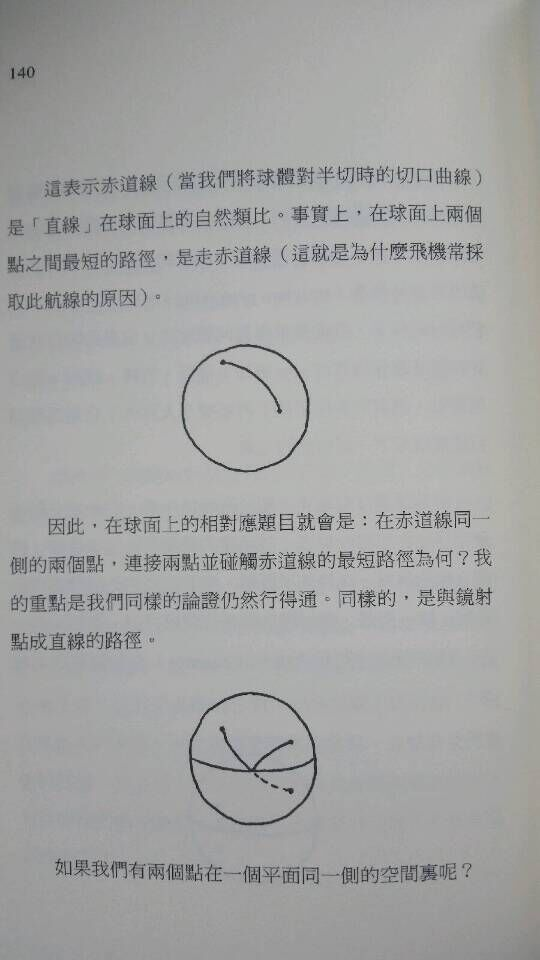 140
這表示赤道線（當我們將球體對半切時的切口曲線）
是「直線」在球面上的自然類比。事實上，在球面上兩個
點之間最短的路徑，是走赤道線（這就是為什麼飛機常採
取此航線的原因）。
因此，在球面上的相對應題目就會是：在赤道線同一
側的兩個點，連接兩點並碰觸赤道線的最短路徑為何？我
的重點是我們同樣的論證仍然行得通。同樣的，是與鏡射
點成直線的路徑。
如果我們有兩個點在一個平面同一側的空間裏呢？